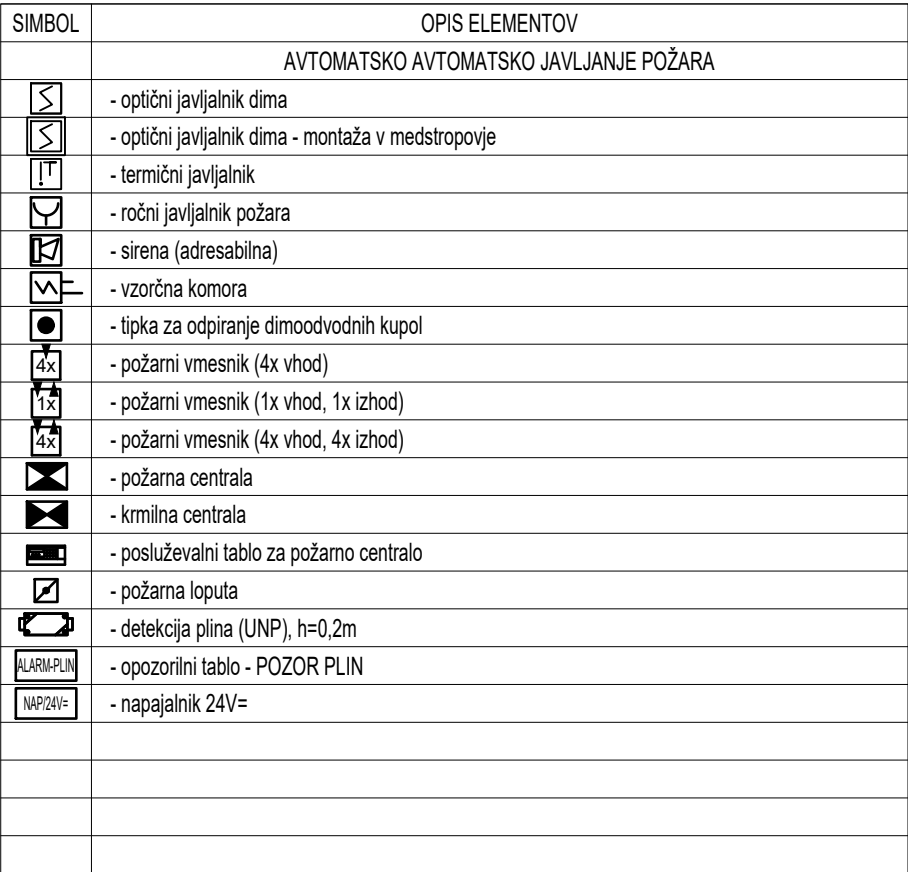 SIMBOL OPIS ELEMENTOV
AVTOMATSKO AVTOMATSKO JAVLJANJE POŽARA
- optični javljalnik dima
- optični javljalnik dima - montaža v medstropovje
!T - termični javljalnik
- ročni javljalnik požara
- sirena (adresabilna)
- vzorčna komora
- tipka za odpiranje dimoodvodnih kupol
4x - požarni vmesnik (4x vhod)
1x - požarni vmesnik (1x vhod, 1x izhod)
4x - požarni vmesnik (4x vhod, 4x izhod)
- požarna centrala
- krmilna centrala
- posluževalni tablo za požarno centralo
- požarna loputa
- detekcija plina (UNP), h=0,2m
ALARM-PLIN - opozorilni tablo - POZOR PLIN
NAP/24V= - napajalnik 24V=